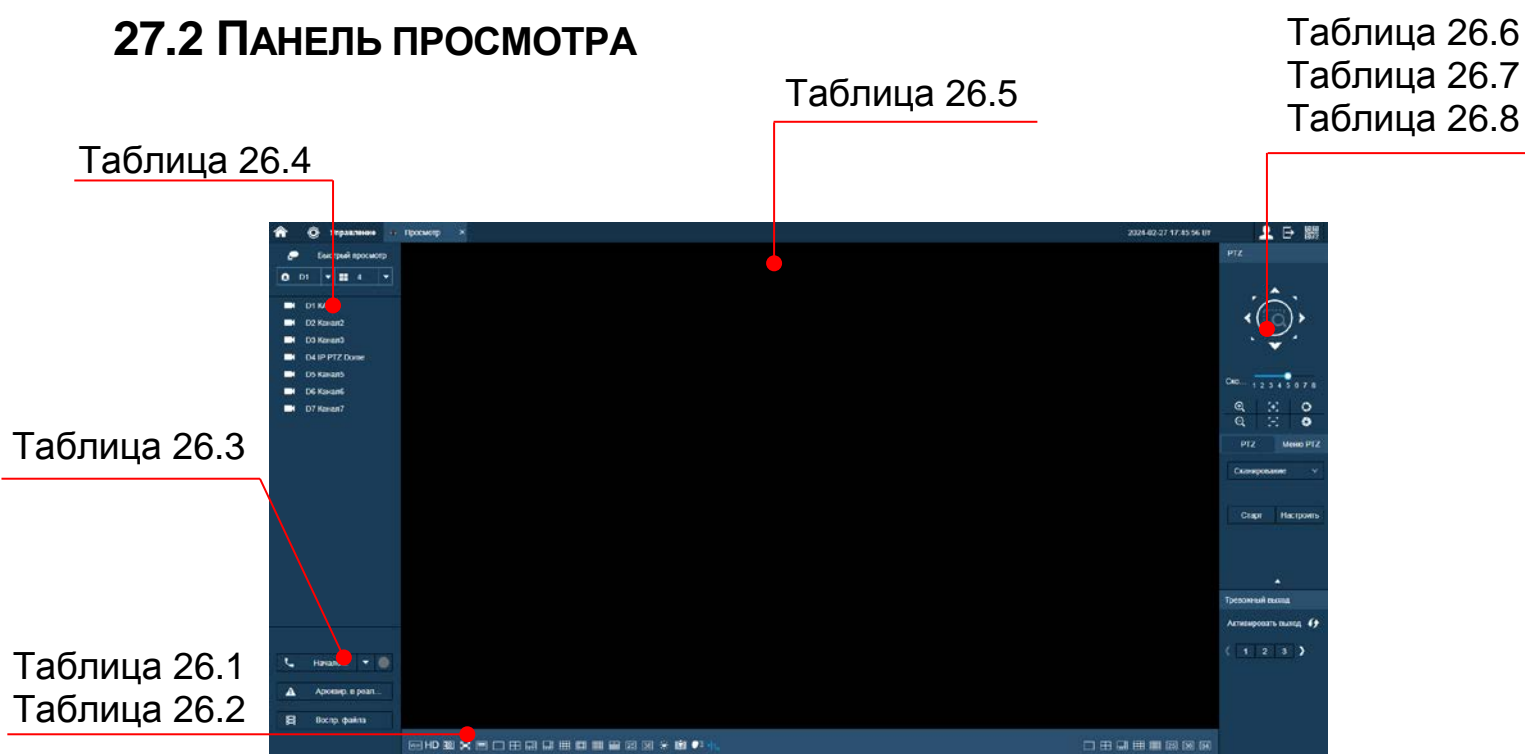 27.2 ПАНЕЛЬ ПРОСМОТРА
Таблица 26.6
Таблица 26.7
Таблица 26.8
Таблица 26.5
Таблица 26.4
Управление
Просмотр
2024-02-27 17:45:56 Вт
Быстрый просмотр
D1
4
D1
D2 Канал2
D3 Канал3
D4 IP PTZ Dome
D5 Канал5
D6 Канал6
D7 Канал7
PTZ
Ско...
1 2 3 4 5 6 7 8
PTZ
Меню PTZ
Сканирование
Старт
Настроить
Тревожный выход
Активировать выход
1 2 3
Таблица 26.3
Таблица 26.1
Таблица 26.2
Архивир. в реал...
Воспр. файла
HD